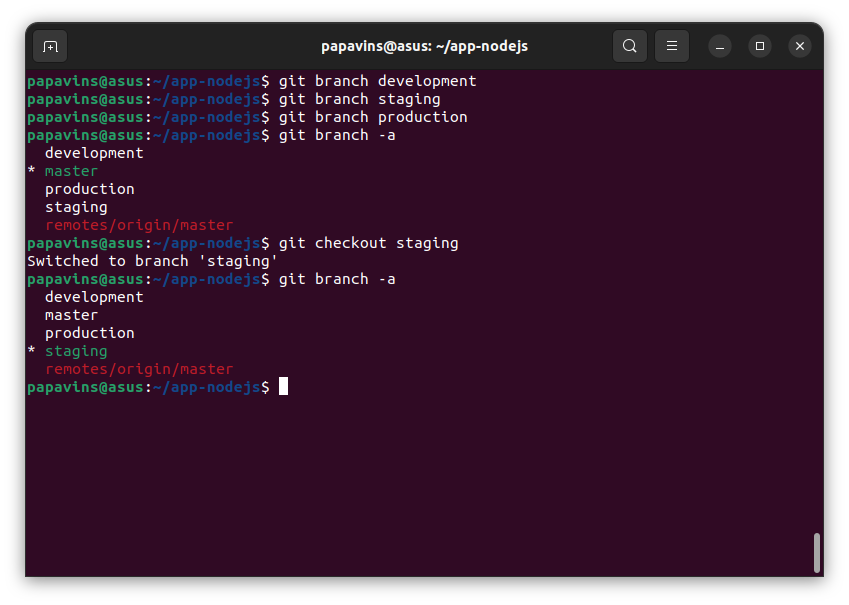 papavins@asus: ~/app-nodejs
papavins@asus:~/app-nodejs$ git branch development
papavins@asus:~/app-nodejs$ git branch staging
papavins@asus:~/app-nodejs$ git branch production
papavins@asus:~/app-nodejs$ git branch -a
  development
* master
  production
  staging
  remotes/origin/master
papavins@asus:~/app-nodejs$ git checkout staging
Switched to branch 'staging'
papavins@asus:~/app-nodejs$ git branch -a
  development
  master
  production
* staging
  remotes/origin/master
papavins@asus:~/app-nodejs$